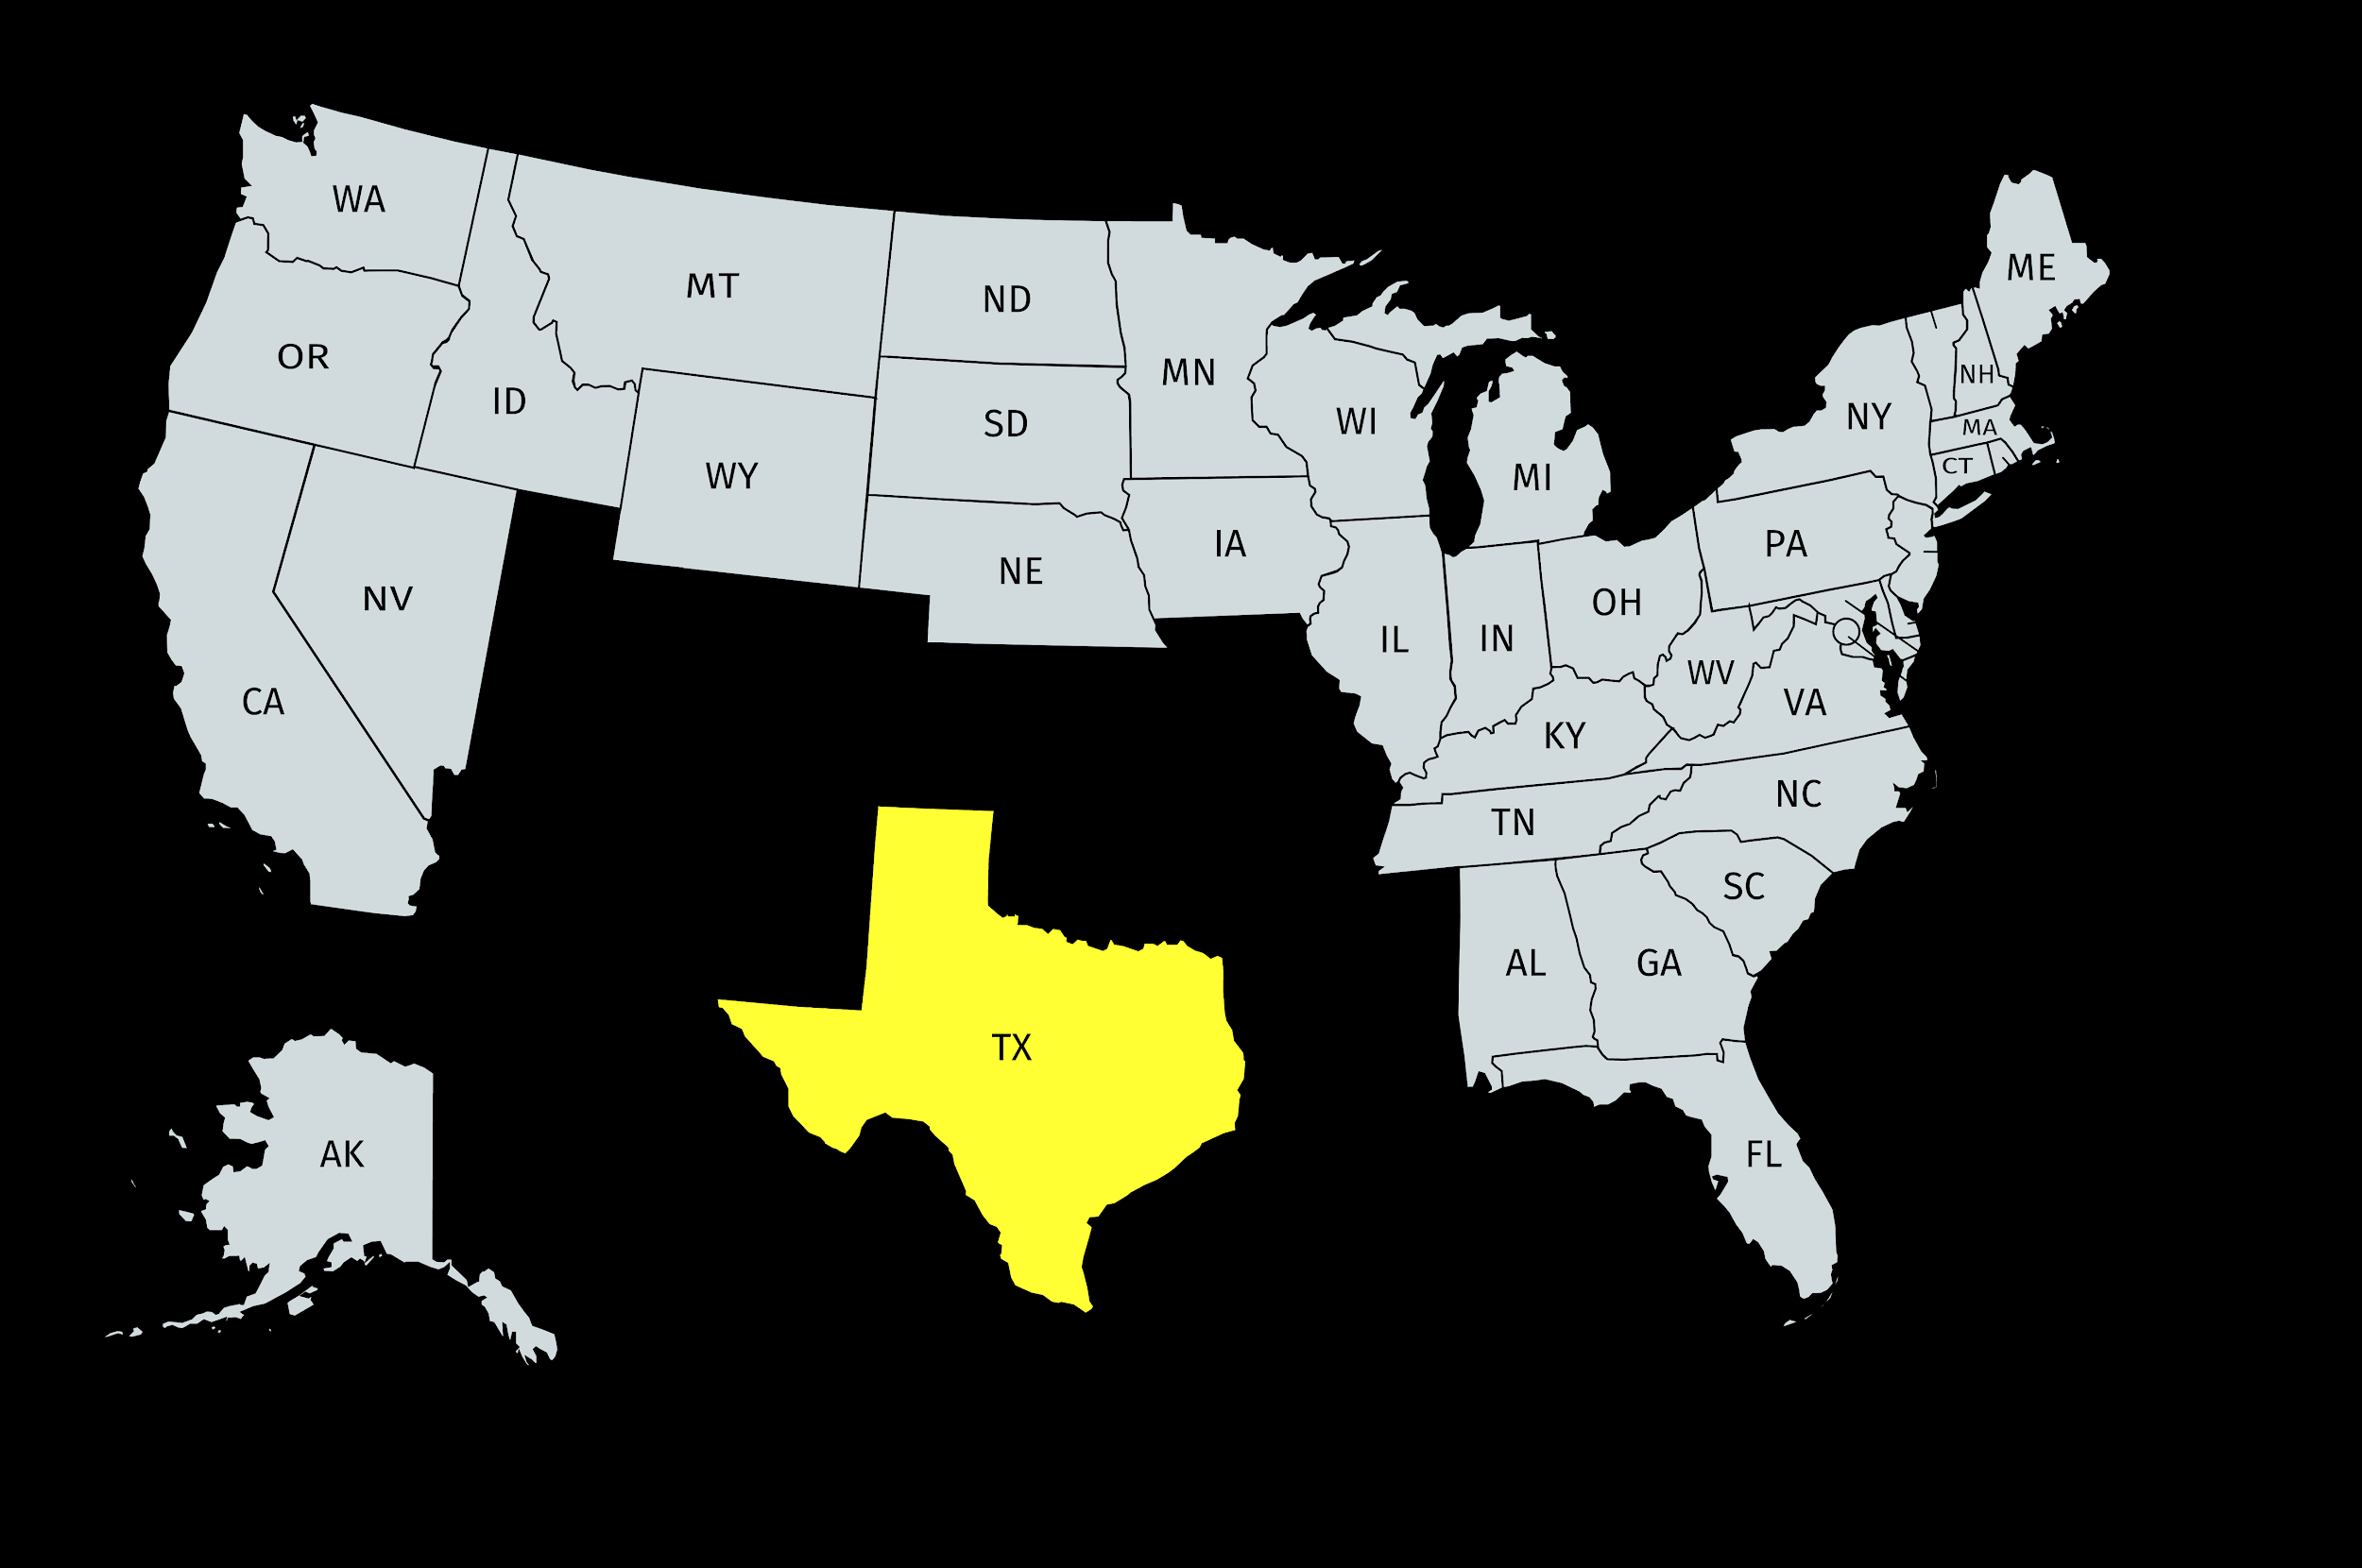 WA
ME
MT
ND
OR
MN
NH
ID
NY
SD
WI
MA
CT
WY
MI
IA
PA
NE
NV
OH
IL
IN
WV
CA
VA
KY
NC
TN
SC
AL
GA
TX
AK
FL